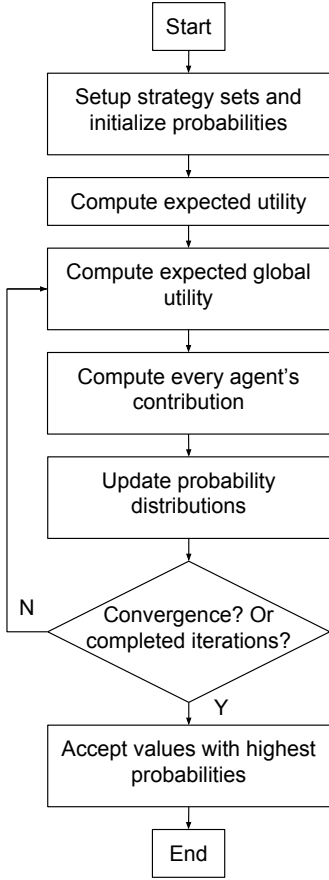 Start
Setup strategy sets and
initialize probabilities
Compute expected utility
Compute expected global
utility
Compute every agent's
contribution
Update probability
distributions
N
Convergence? Or
completed iterations?
Y
Accept values with highest
probabilities
End